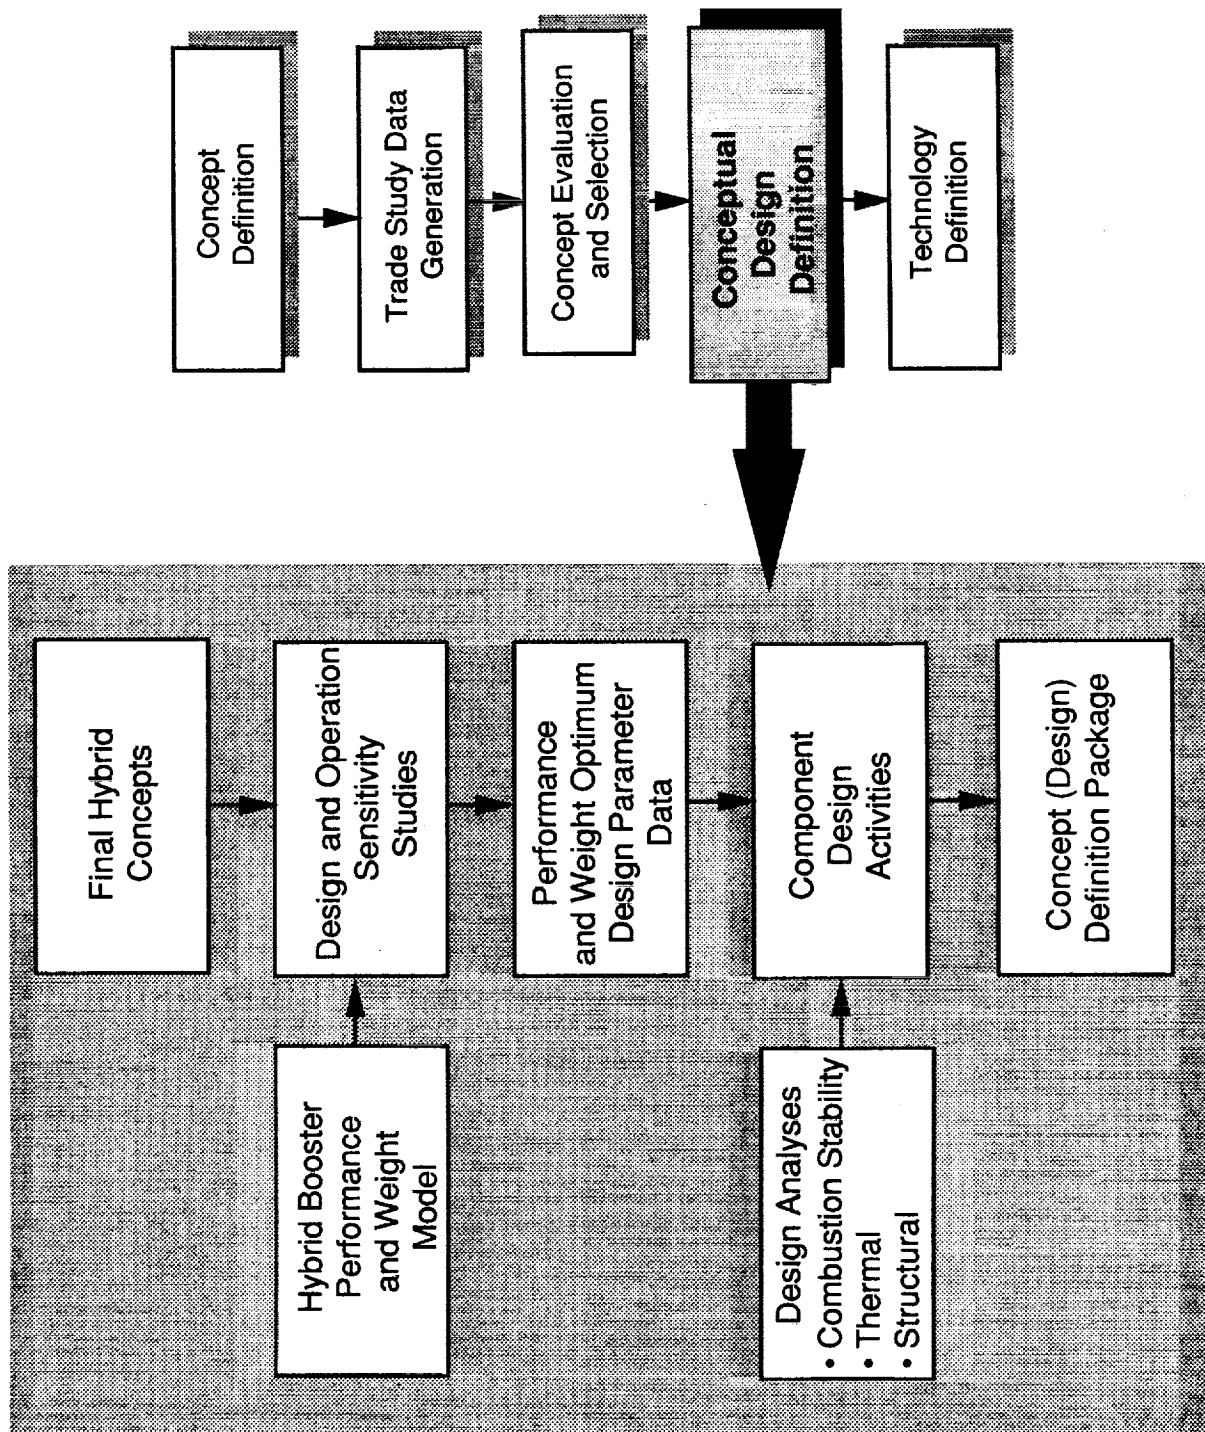 Concept
Definition
Trade Study Data
Generation
Concept Evaluation
and Selection
Conceptual
Design
Definition
Technology
Definition
Final Hybrid
Concepts
Design and Operation
Sensitivity
Studies
Performance
and Weight Optimum
Design Parameter
Data
Component
Design
Activities
Concept (Design)
Definition Package
Hybrid Booster
Performance
and Weight
Model
Design Analyses
• Combustion Stability
• Thermal
• Structural